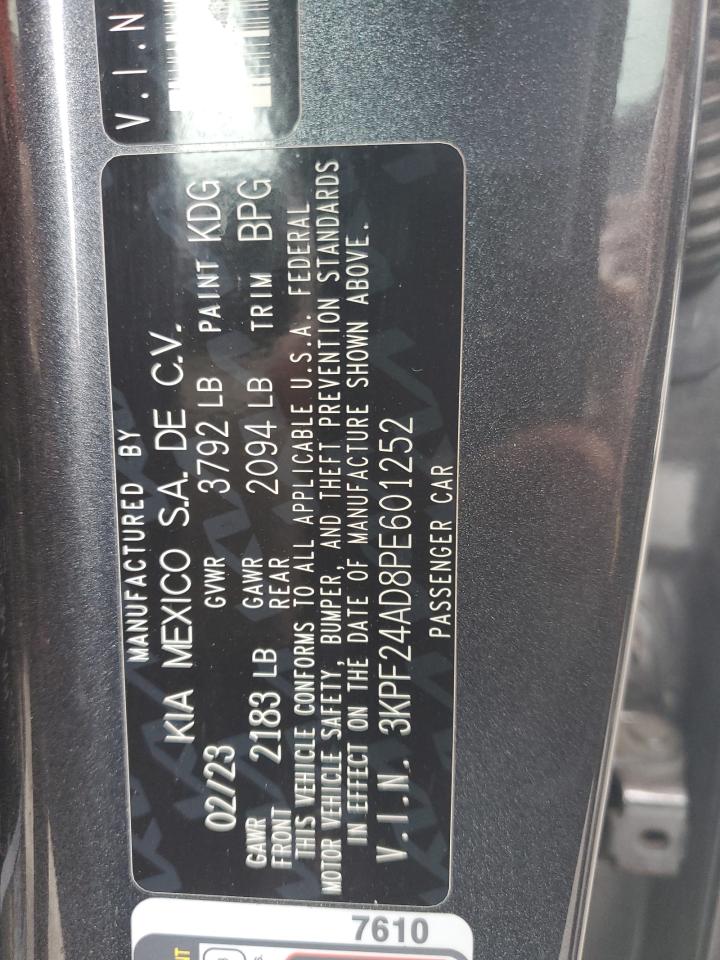 V.I.N
MANUFACTURED BY
KIA MEXICO S.A. DE C.V.
02/23 GVWR 3792 LB PAINT KDG
GAWR FRONT 2183 LB GAWR REAR 2094 LB TRIM BPG
THIS VEHICLE CONFORMS TO ALL APPLICABLE U.S.A. FEDERAL
MOTOR VEHICLE SAFETY, BUMPER, AND THEFT PREVENTION STANDARDS
IN EFFECT ON THE DATE OF MANUFACTURE SHOWN ABOVE.
V.I.N. 3KPF24AD8PE601252
PASSENGER CAR
7610